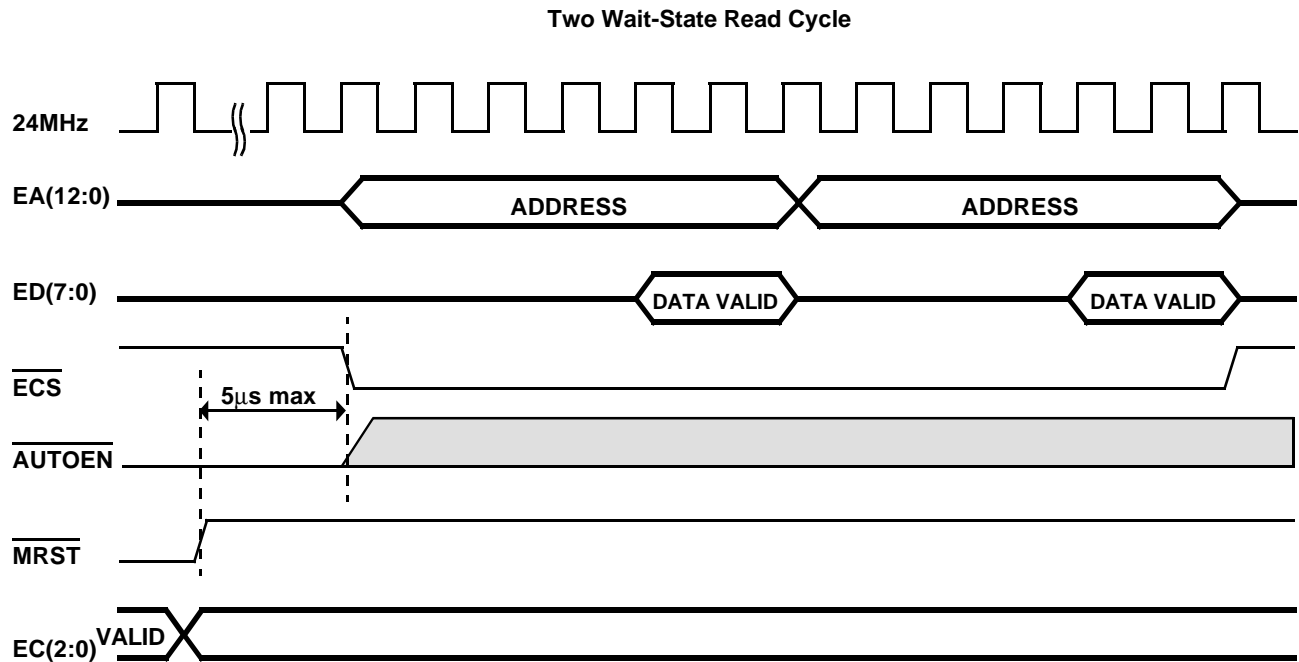 Two Wait-State Read Cycle
24MHz
EA(12:0)
ADDRESS
ADDRESS
ED(7:0)
DATA VALID
DATA VALID
ECS
5μs max
AUTOEN
MRST
EC(2:0)
VALID